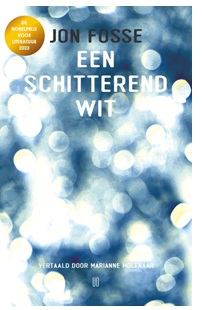 DE
NOBELPRIJS
VOOR
LITERATUUR
2023
JON FOSSE
EEN
SCHITTEREND
WIT
VERTAALD DOOR MARIANNE MOLENAAR